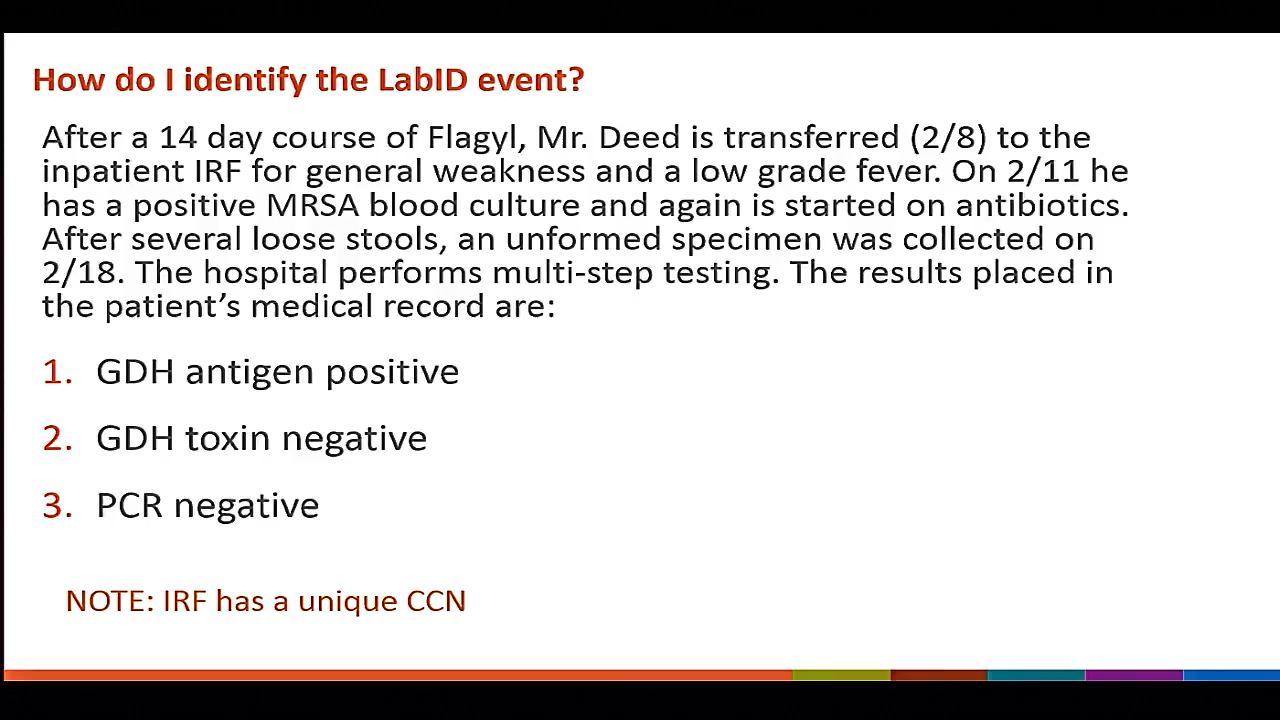 How do I identify the LabID event?
After a 14 day course of Flagyl, Mr. Deed is transferred (2/8) to the
inpatient IRF for general weakness and a low grade fever. On 2/11 he
has a positive MRSA blood culture and again is started on antibiotics.
After several loose stools, an unformed specimen was collected on
2/18. The hospital performs multi-step testing. The results placed in
the patient’s medical record are:
1. GDH antigen positive
2. GDH toxin negative
3. PCR negative
NOTE: IRF has a unique CCN